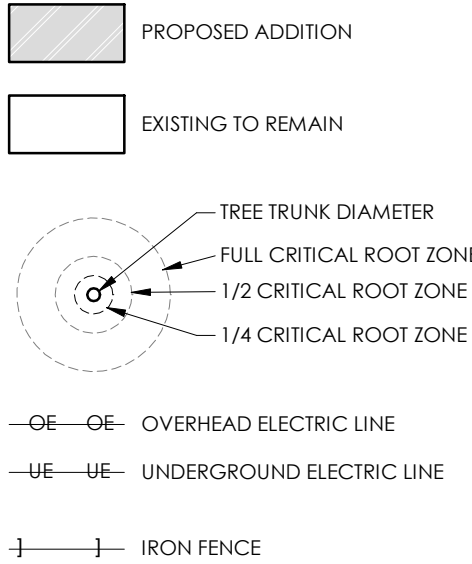 PROPOSED ADDITION
EXISTING TO REMAIN
TREE TRUNK DIAMETER
FULL CRITICAL ROOT ZONE
1/2 CRITICAL ROOT ZONE
1/4 CRITICAL ROOT ZONE
OE OE OVERHEAD ELECTRIC LINE
UE UE UNDERGROUND ELECTRIC LINE
IRON FENCE